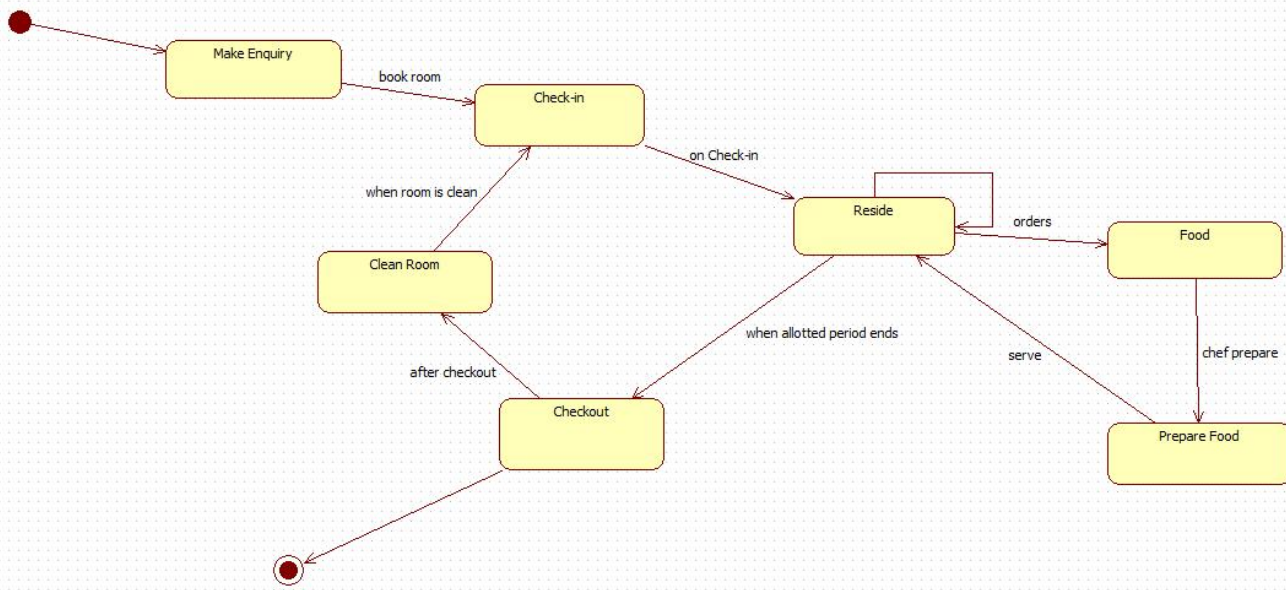 Make Enquiry
book room
Check-in
on Check-in
when room is clean
Reside
orders
Food
Clean Room
when allotted period ends
serve
chef prepare
after checkout
Checkout
Prepare Food